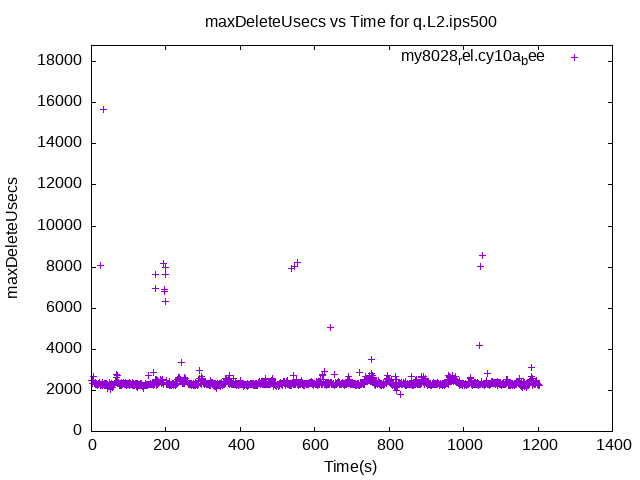 maxDeleteUsecs vs Time for q.L2.ips500
my8028rel.cy10abee
18000
16000
14000
12000
10000
8000
6000
4000
2000
0
maxDeleteUsecs
0 200 400 600 800 1000 1200 1400
Time(s)